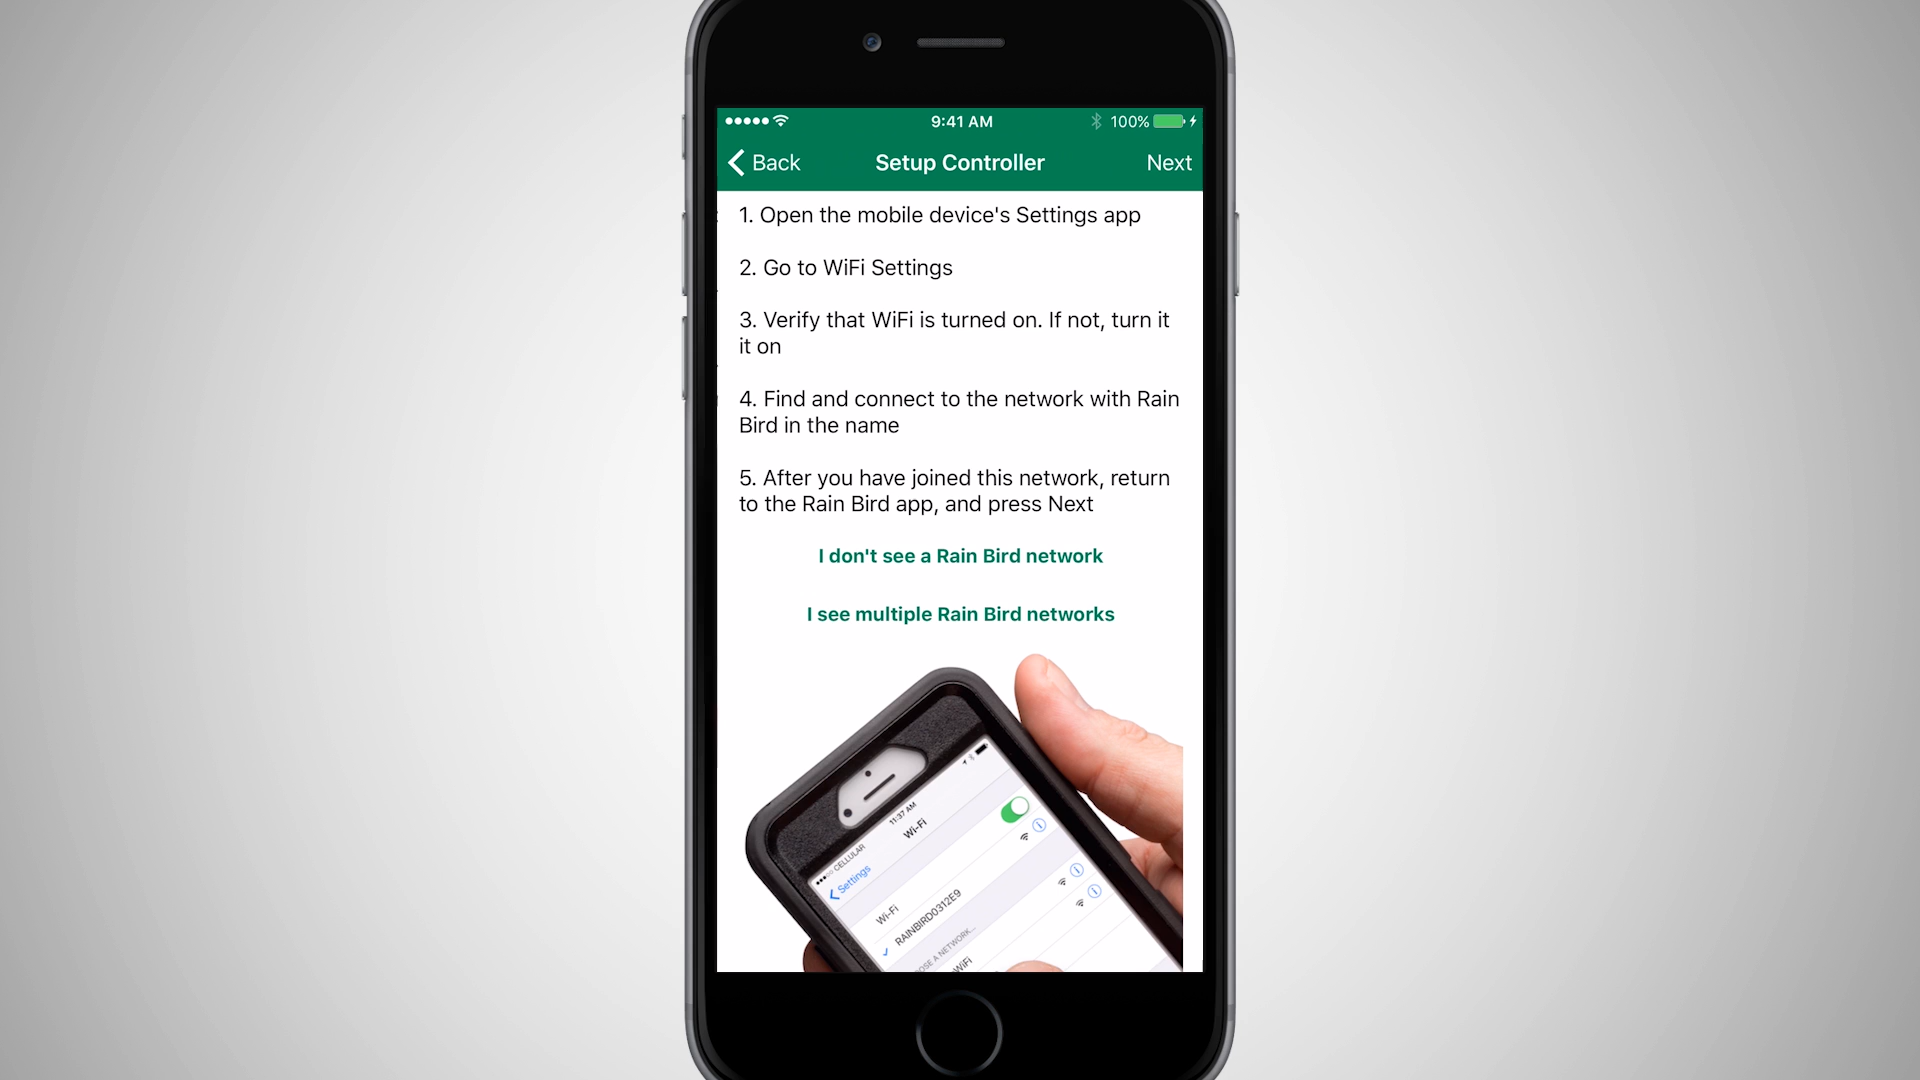 9:41 AM
100%
Back
Setup Controller
Next
1. Open the mobile device's Settings app
2. Go to WiFi Settings
3. Verify that WiFi is turned on. If not, turn it
it on
4. Find and connect to the network with Rain
Bird in the name
5. After you have joined this network, return
to the Rain Bird app, and press Next
I don't see a Rain Bird network
I see multiple Rain Bird networks
CELLULAR
11:37 AM
Settings
Wi-Fi
Wi-Fi
RAINBIRD0312E9
OSE A NETWORK...
WiFi